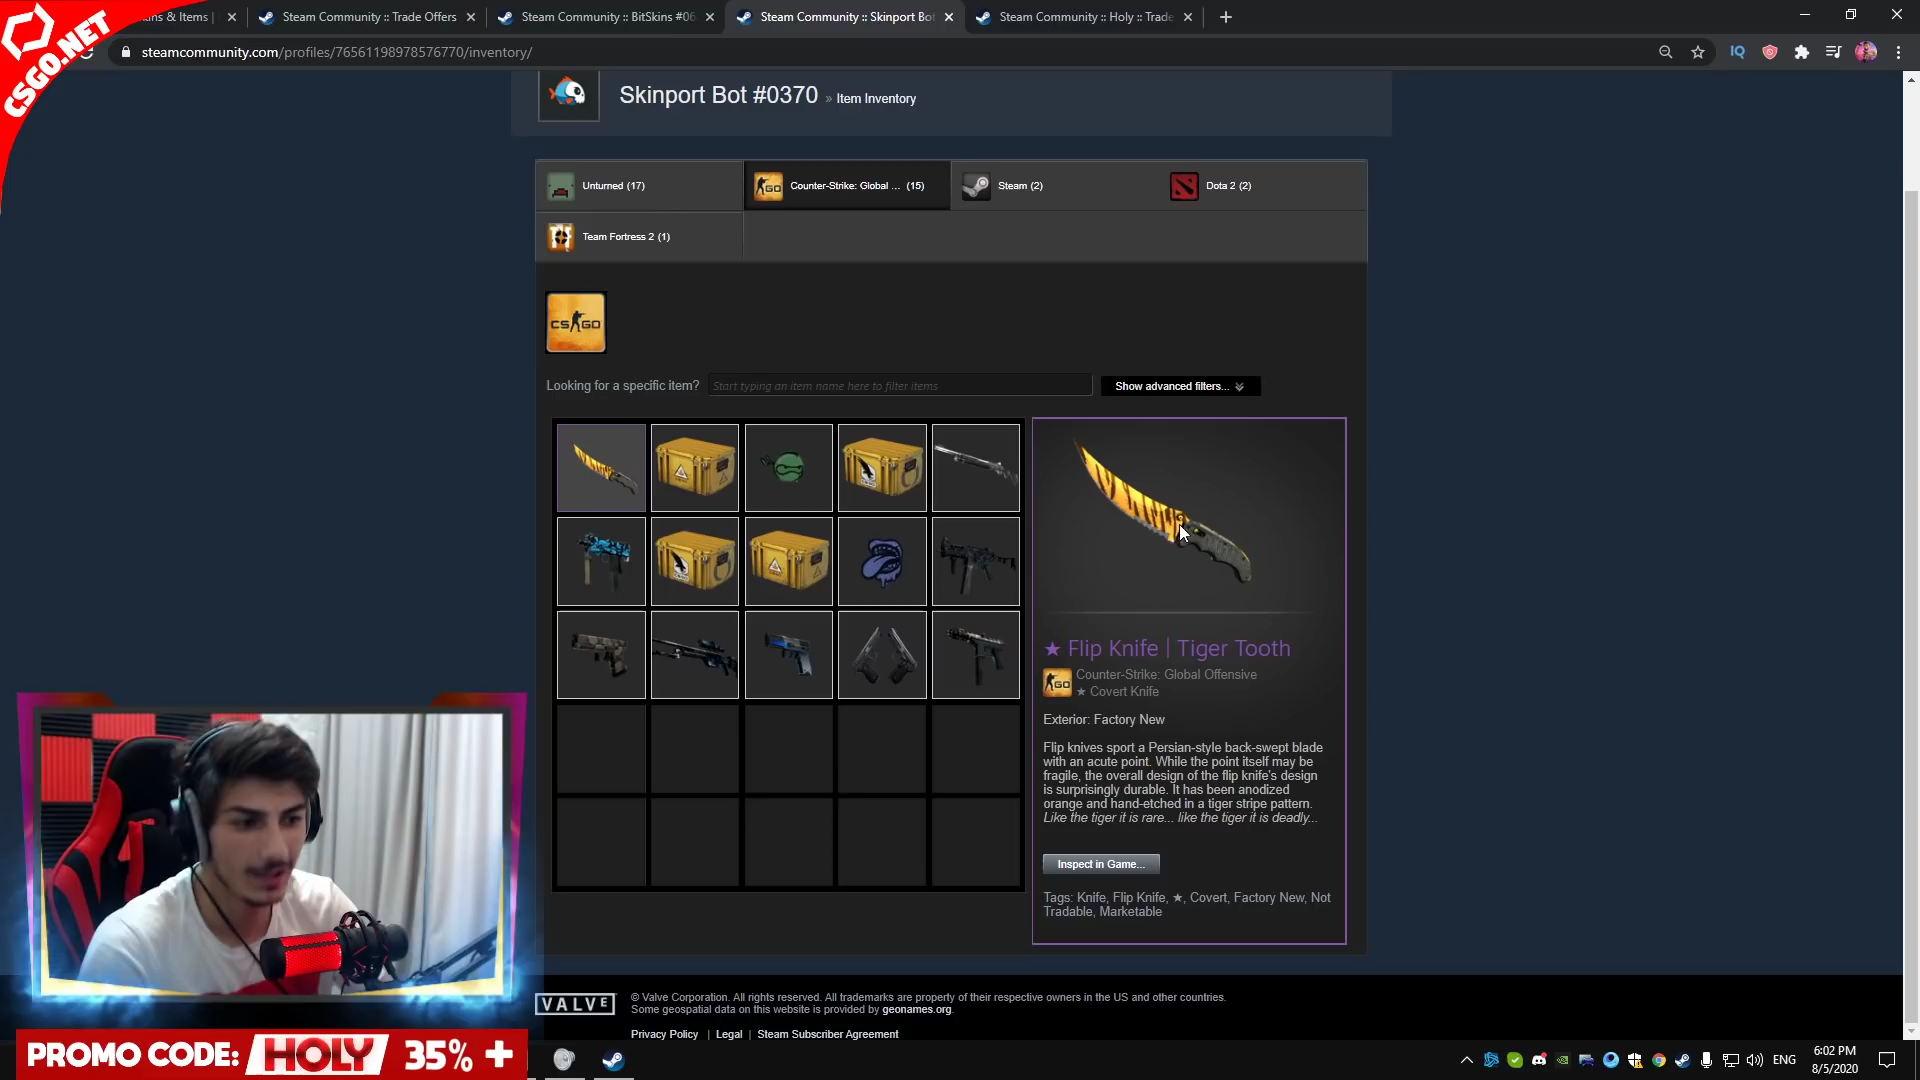 CSGO.NET
ns & Items |
Steam Community :: Trade Offers
Steam Community :: BitSkins #06
Steam Community :: Skinport Bot
Steam Community :: Holy :: Trade
steamcommunity.com/profiles/76561198978576770/inventory/
Skinport Bot #0370 » Item Inventory
Unturned (17)
Counter-Strike: Global ... (15)
Steam (2)
Dota 2 (2)
Team Fortress 2 (1)
CS GO
Looking for a specific item?
Start typing an item name here to filter items
Show advanced filters...
★ Flip Knife | Tiger Tooth
GO
Counter-Strike: Global Offensive
★ Covert Knife
Exterior: Factory New
Flip knives sport a Persian-style back-swept blade
with an acute point. While the point itself may be
fragile, the overall design of the flip knife's design
is surprisingly durable. It has been anodized
orange and hand-etched in a tiger stripe pattern.
Like the tiger it is rare... like the tiger it is deadly...
Inspect in Game...
Tags: Knife, Flip Knife, ★, Covert, Factory New, Not
Tradable, Marketable
VALVE
© Valve Corporation. All rights reserved. All trademarks are property of their respective owners in the US and other countries.
Some geospatial data on this website is provided by geonames.org.
Privacy Policy | Legal | Steam Subscriber Agreement
PROMO CODE: HOLY 35% +
ENG
6:02 PM
8/5/2020